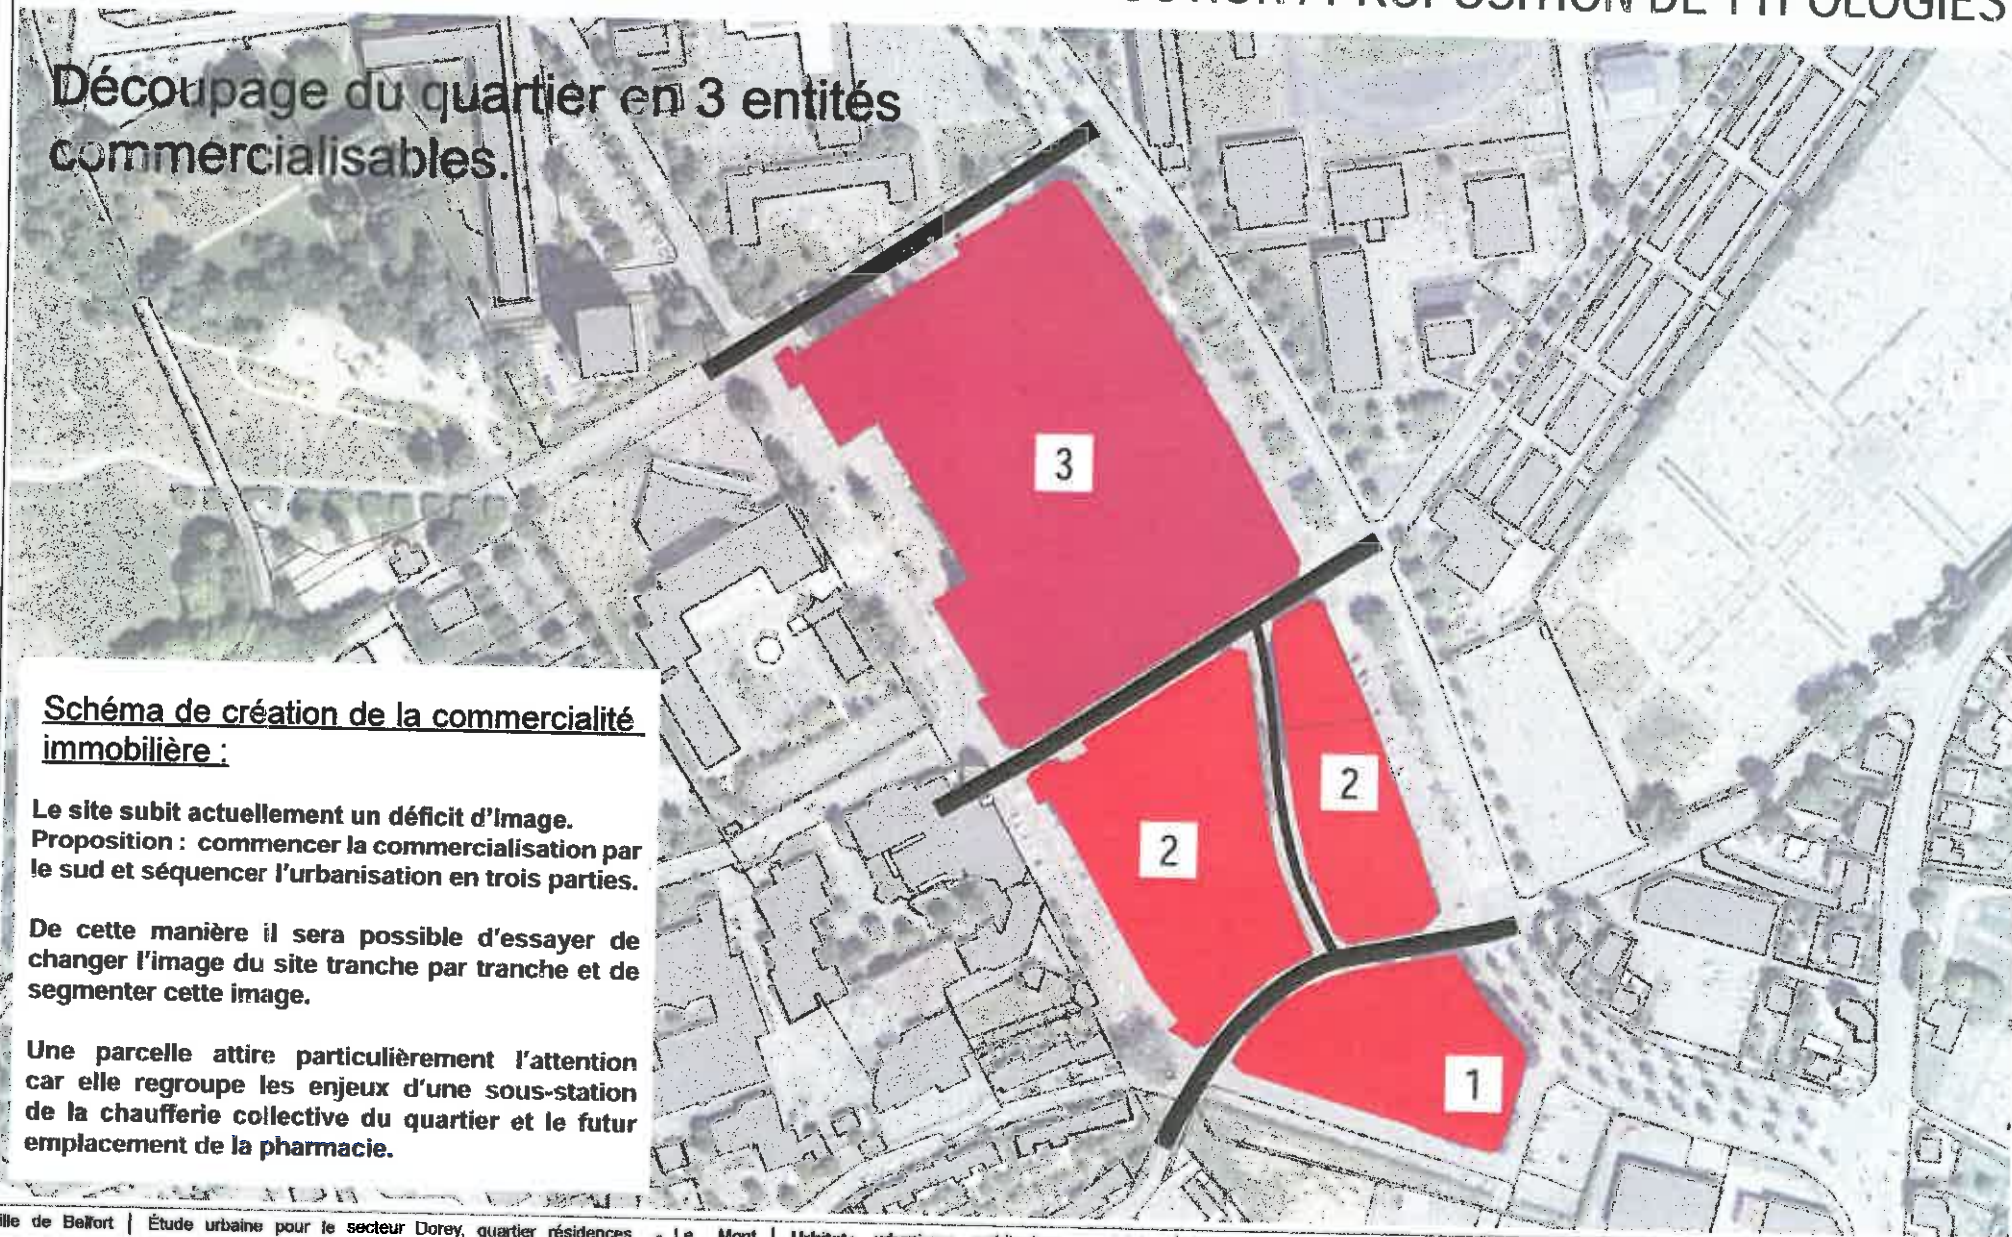 PROPOSITION DE TYPOLOGIES
Découpage du quartier en 3 entités
commercialisables.
3
2
2
1
Schéma de création de la commercialité
immobilière :
Le site subit actuellement un déficit d'image.
Proposition : commencer la commercialisation par
le sud et séquencer l'urbanisation en trois parties.
De cette manière il sera possible d'essayer de
changer l'image du site tranche par tranche et de
segmenter cette image.
Une parcelle attire particulièrement l'attention
car elle regroupe les enjeux d'une sous-station
de la chaufferie collective du quartier et le futur
emplacement de la pharmacie.
ille de Belfort | Étude urbaine pour le secteur Dorey, quartier résidences - Le Mont |